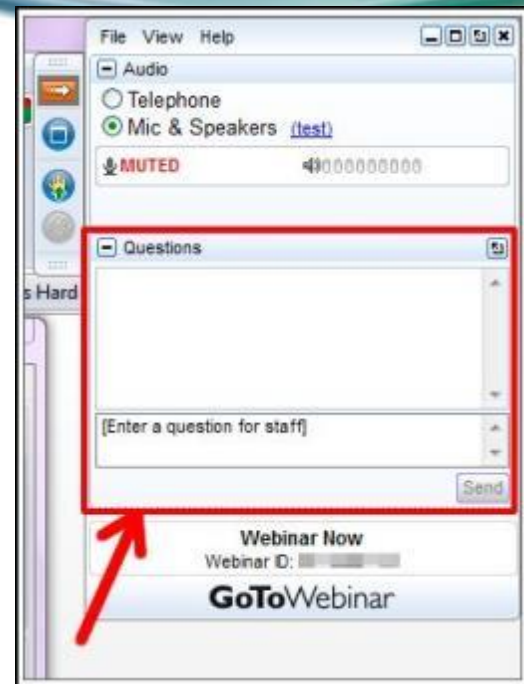 File View Help
Audio
Telephone
Mic & Speakers (test)
MUTED
s Hard
Questions
[Enter a question for staff]
Send
Webinar Now
Webinar ID:
GoToWebinar